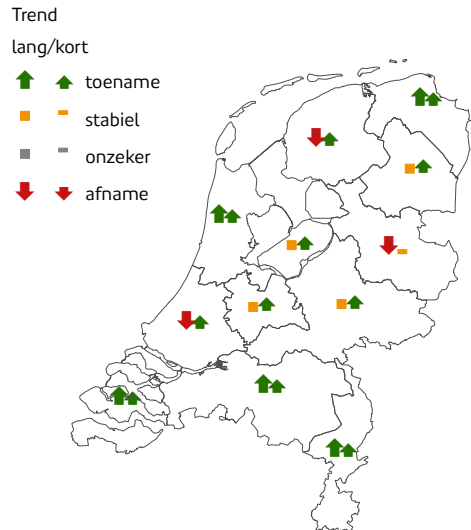 Trend
lang/kort
toename
stabiel
onzeker
afname